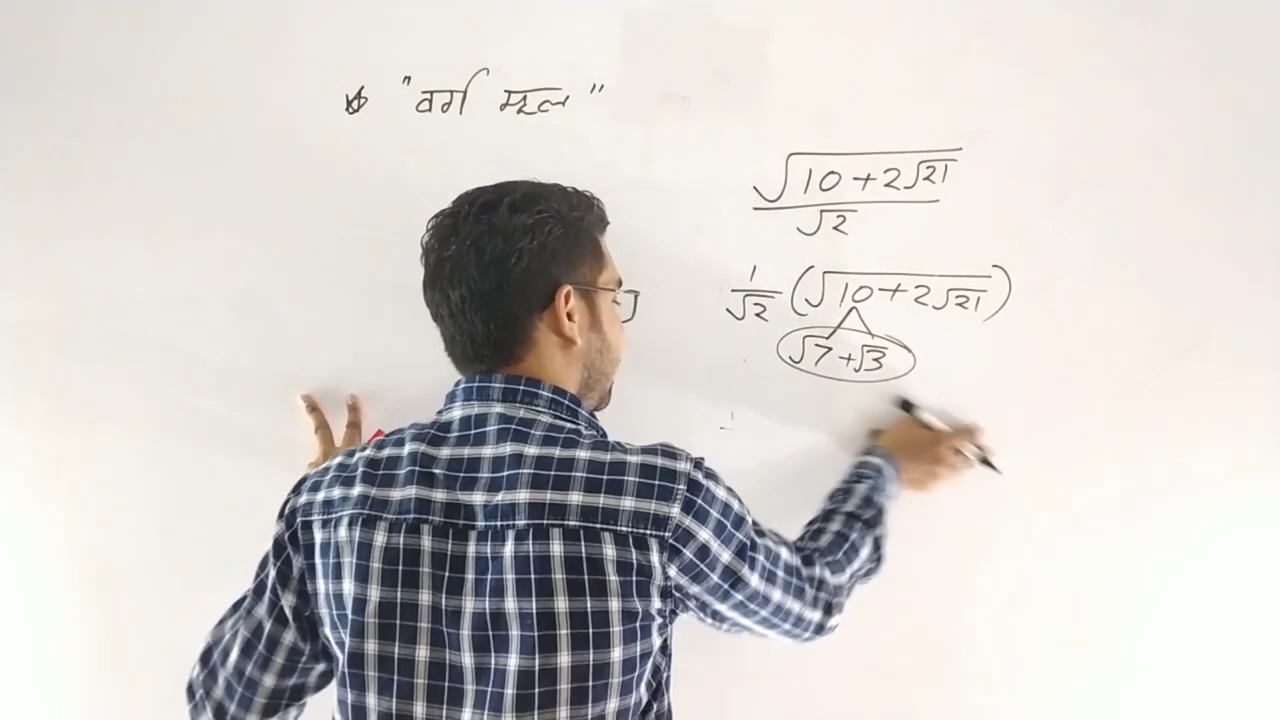 * "वर्ग मूल"
√(10+2√21)
√2
1/√2 (√(10+2√21))
√7+√3